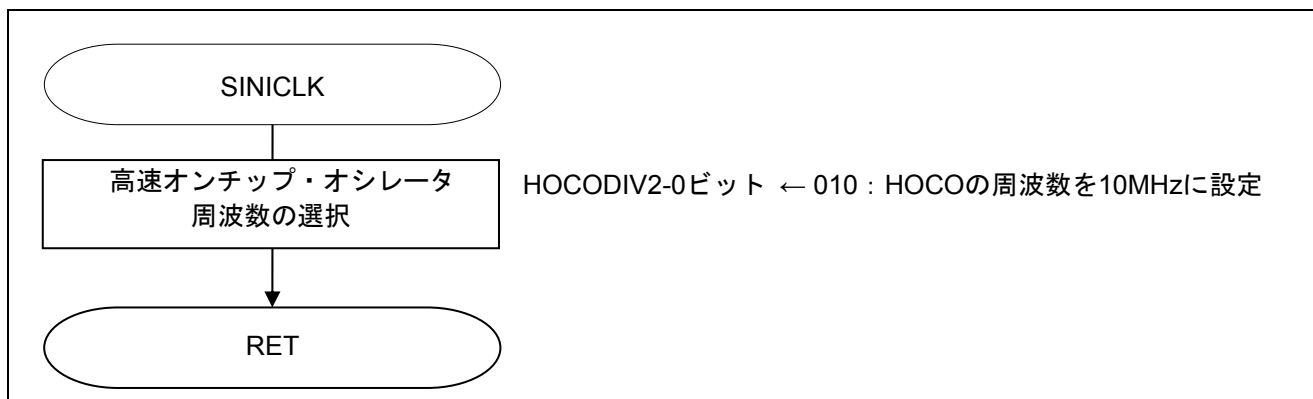 SINICLK
高速オンチップ・オシレータ
周波数の選択
HOCODIV2-0ビット ← 010：HOCOの周波数を10MHzに設定
RET